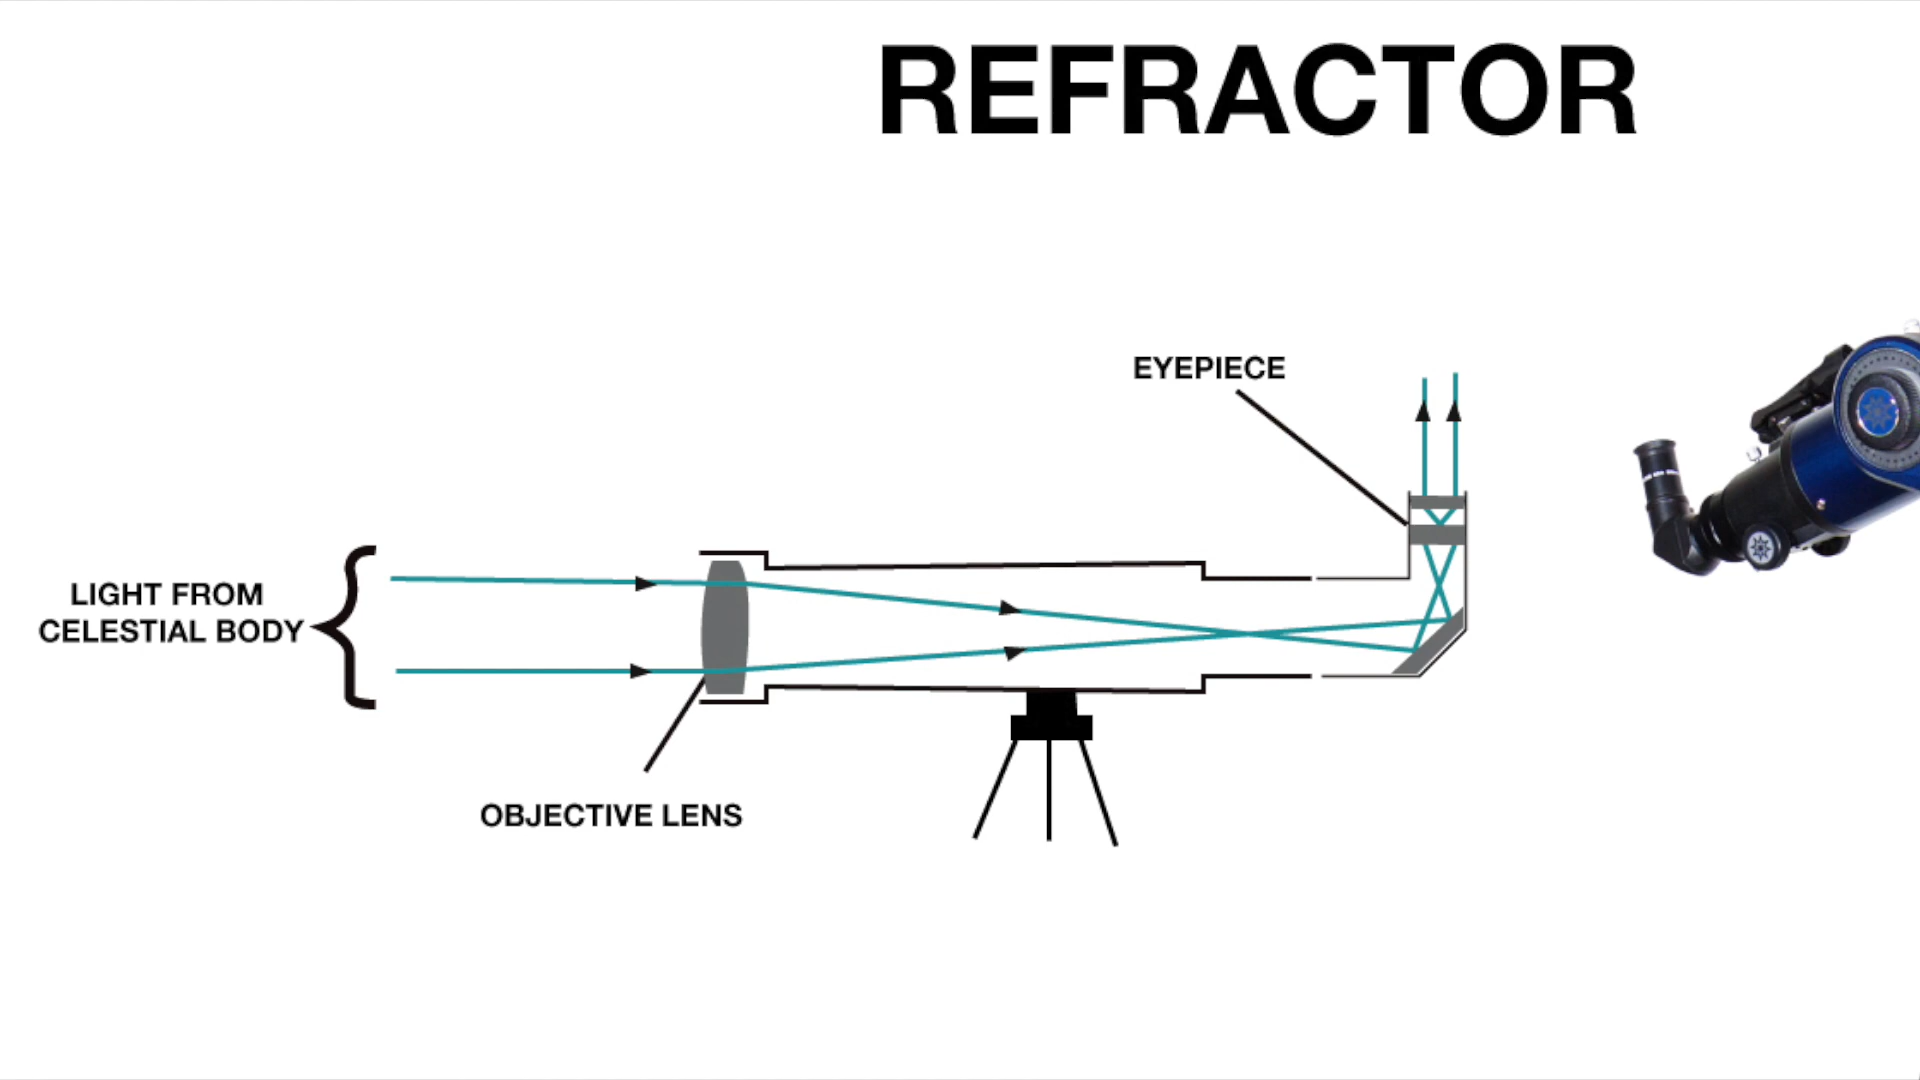 REFRACTOR
EYEPIECE
LIGHT FROM
CELESTIAL BODY
OBJECTIVE LENS